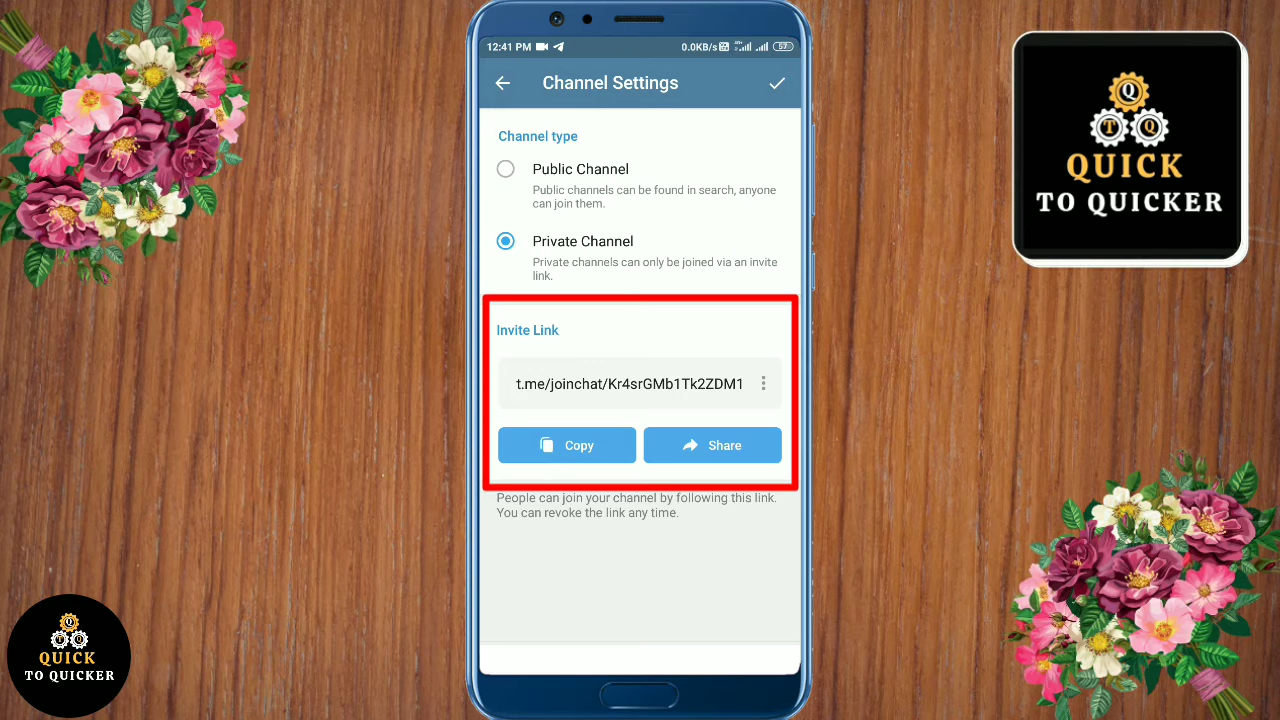 12:41 PM
0.0KB/s
57
Channel Settings
Channel type
Public Channel
Public channels can be found in search, anyone
can join them.
Private Channel
Private channels can only be joined via an invite
link.
Invite Link
t.me/joinchat/Kr4srGMb1Tk2ZDM1
Copy
Share
People can join your channel by following this link.
You can revoke the link any time.
Q
T Q
QUICK
TO QUICKER
Q
T Q
QUICK
TO QUICKER